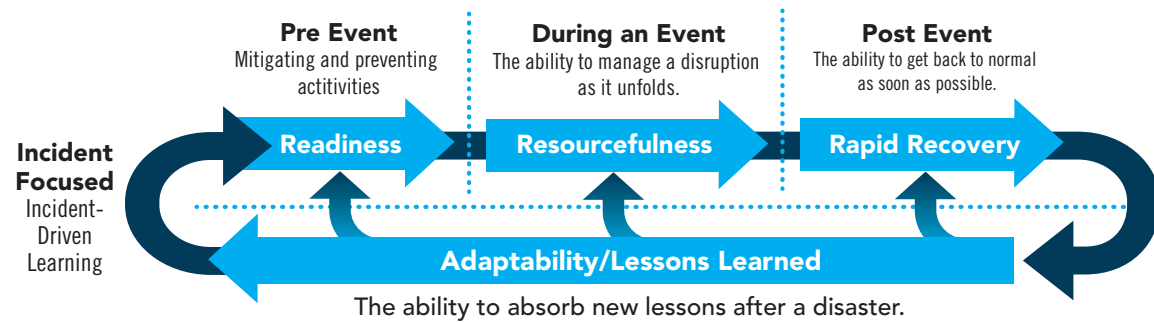 Pre Event
Mitigating and preventing
actitivities
During an Event
The ability to manage a disruption
as it unfolds.
Post Event
The ability to get back to normal
as soon as possible.
Readiness
Resourcefulness
Rapid Recovery
Incident
Focused
Incident-
Driven
Learning
Adaptability/Lessons Learned
The ability to absorb new lessons after a disaster.